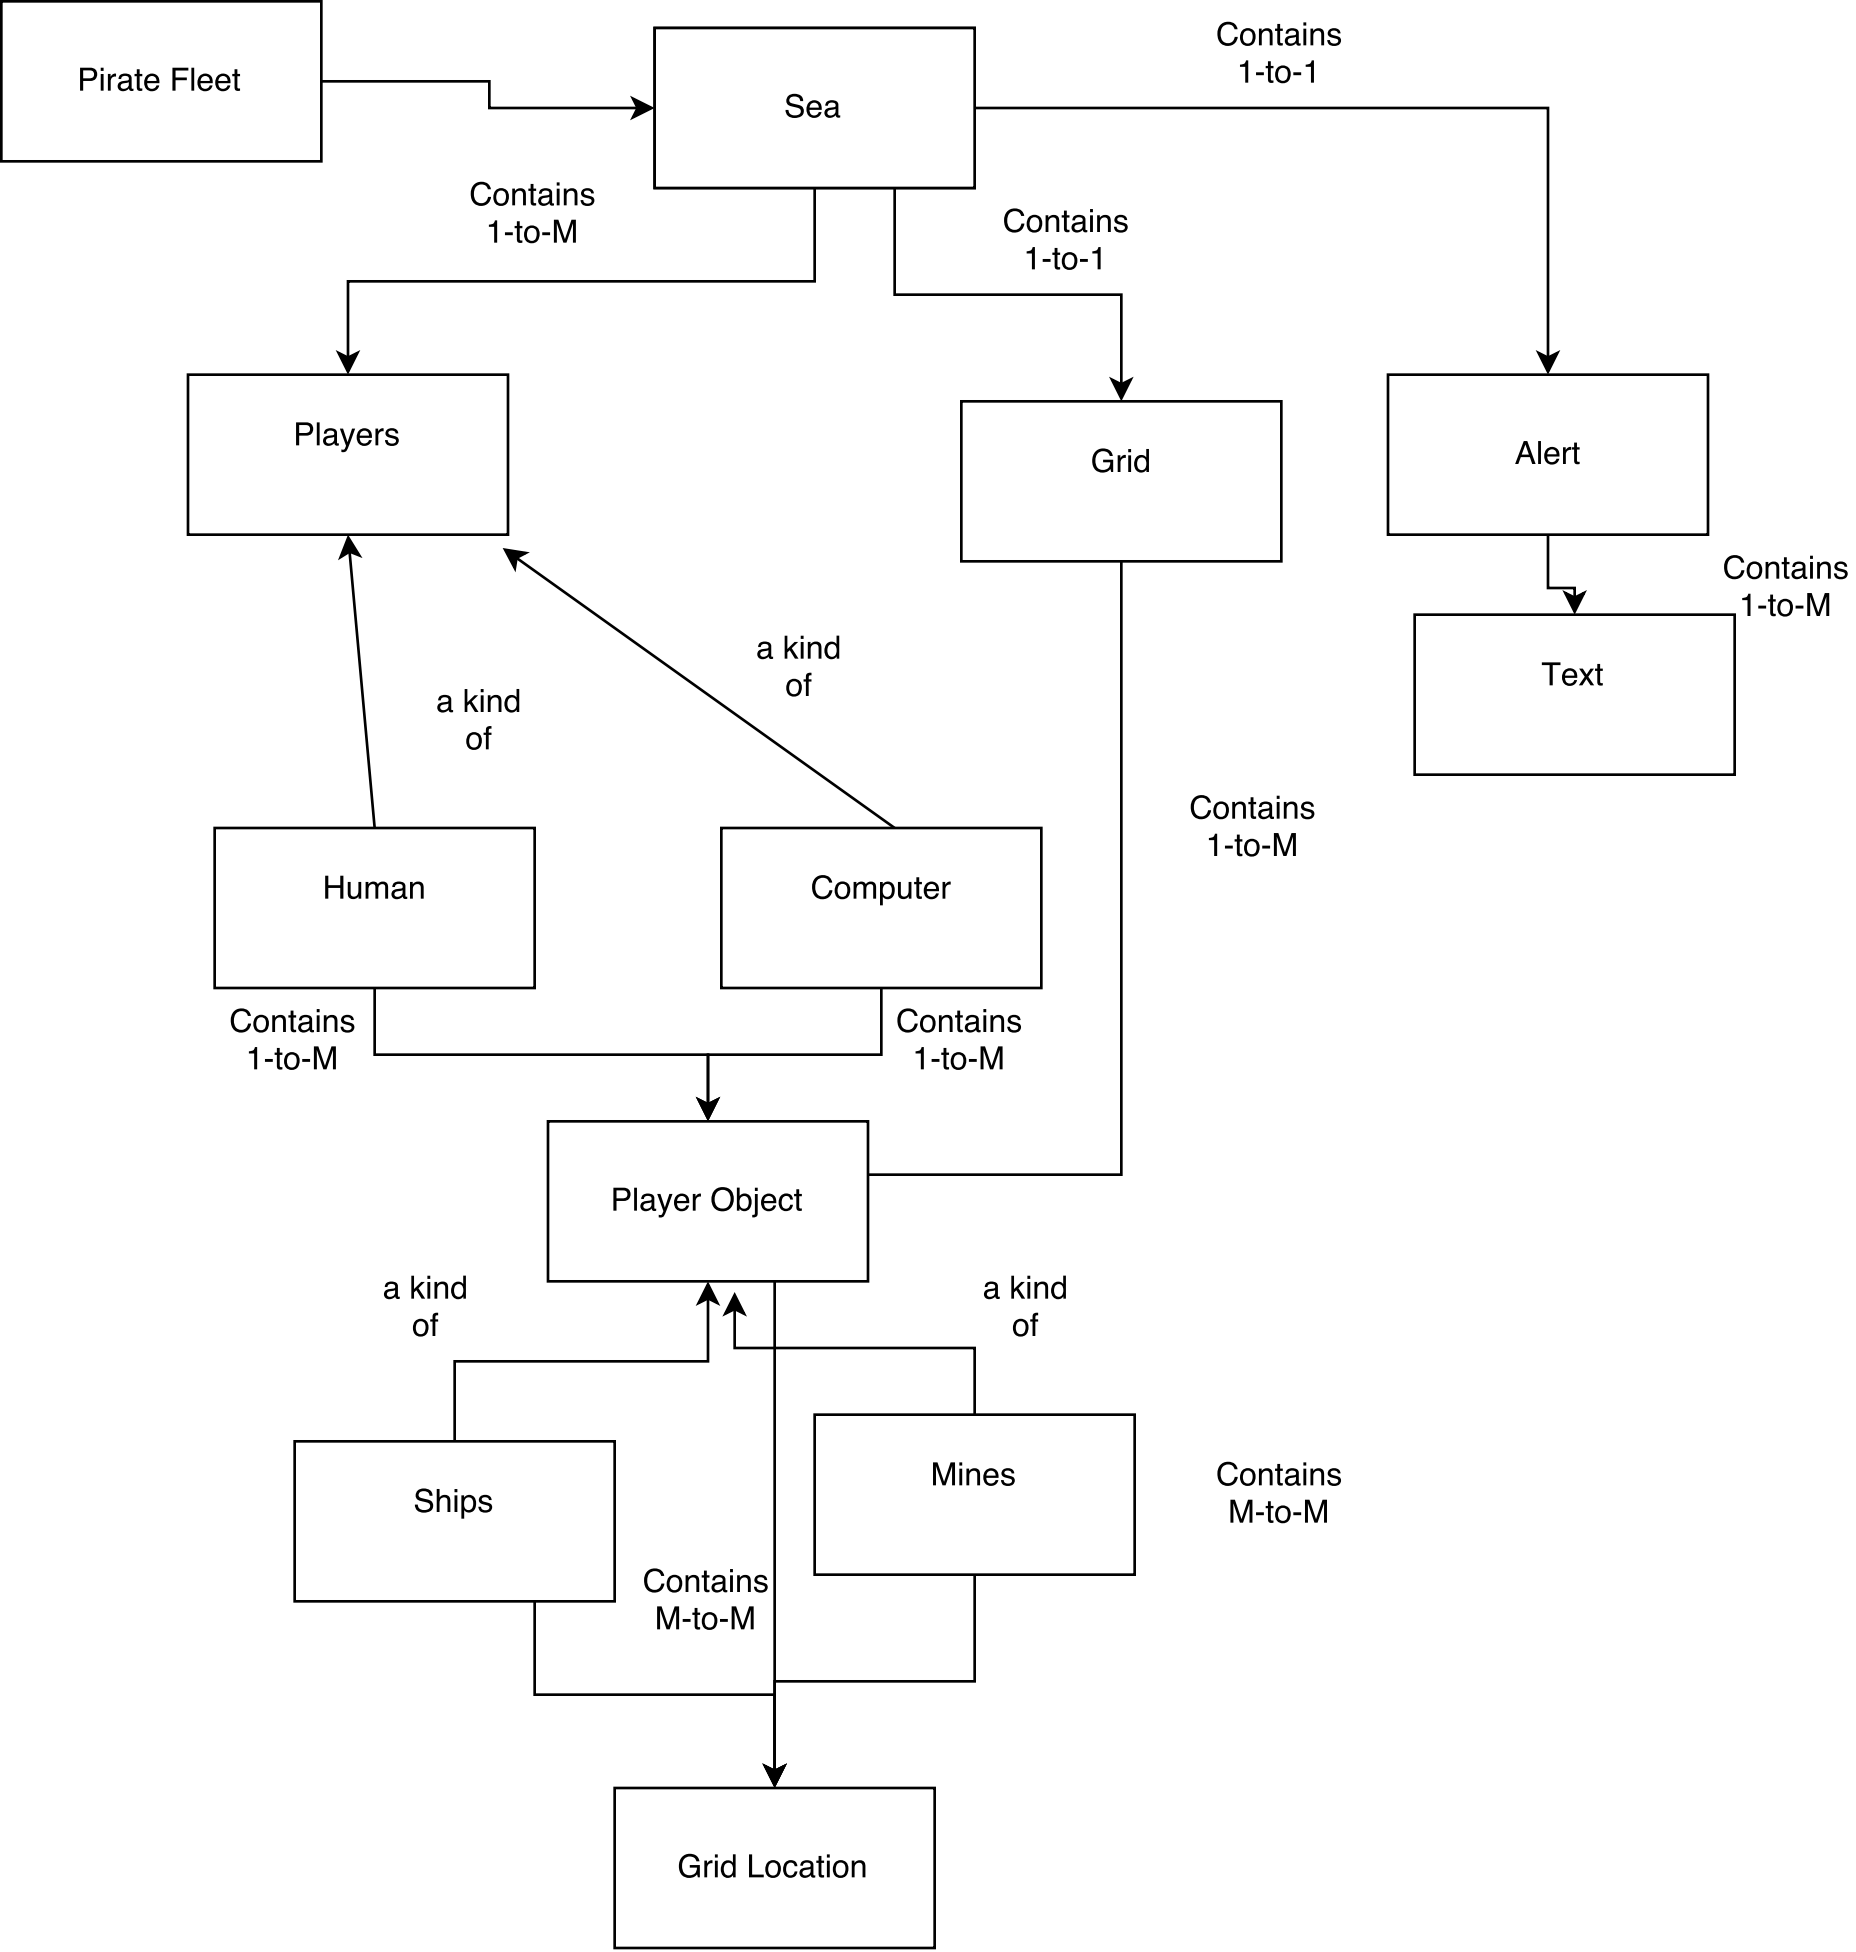 Pirate Fleet
Sea
Contains
1-to-1
Contains
1-to-M
Contains
1-to-1
Players
Grid
Alert
Contains
1-to-M
Text
a kind
of
a kind
of
Contains
1-to-M
Human
Computer
Contains
1-to-M
Contains
1-to-M
Player Object
a kind
of
a kind
of
Ships
Mines
Contains
M-to-M
Contains
M-to-M
Grid Location